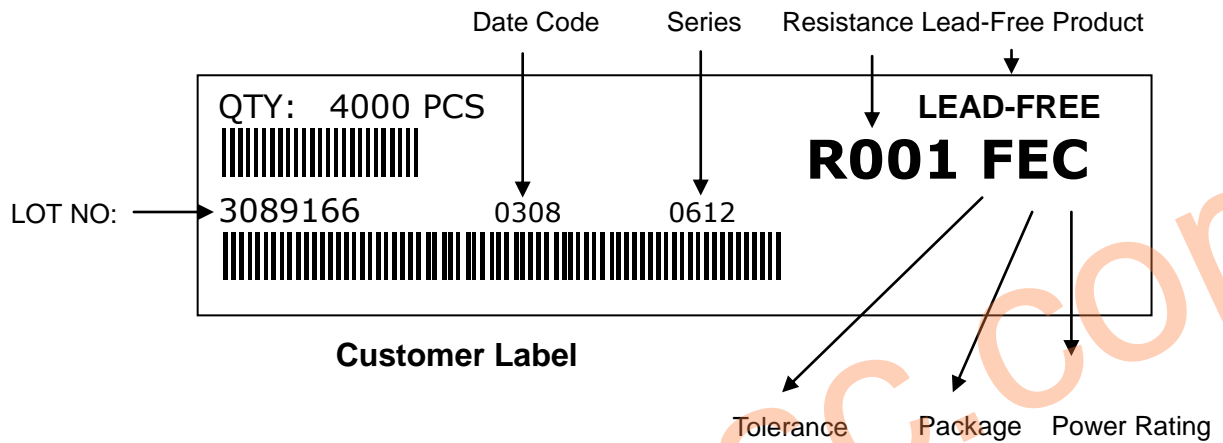 Date Code Series Resistance Lead-Free Product
QTY: 4000 PCS LEAD-FREE
R001 FEC
LOT NO: 3089166 0308 0612
Customer Label
Tolerance Package Power Rating